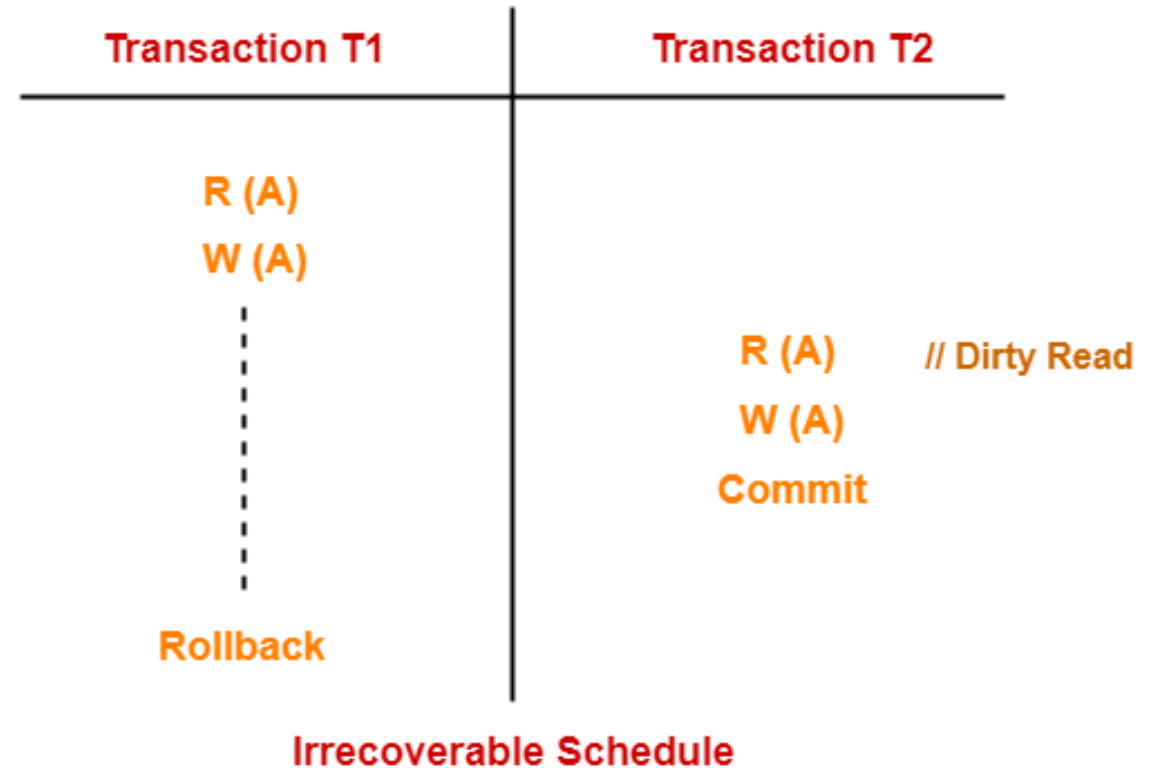 Transaction T1
Transaction T2
R (A)
W (A)
R (A) // Dirty Read
W (A)
Commit
Rollback
Irrecoverable Schedule